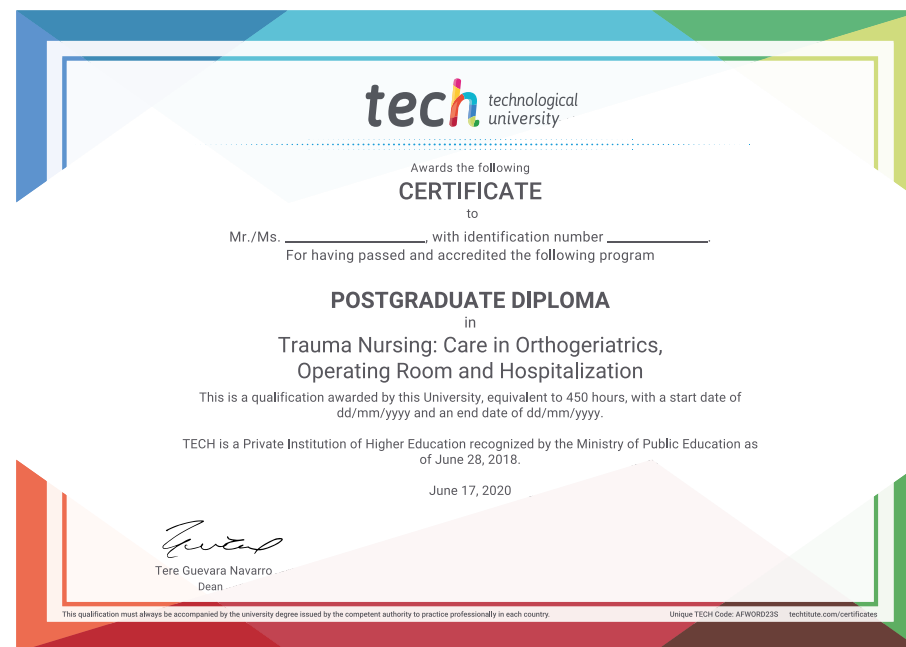 tech technological
university
Awards the following
CERTIFICATE
to
Mr./Ms. ____________________, with identification number ______________.
For having passed and accredited the following program
POSTGRADUATE DIPLOMA
in
Trauma Nursing: Care in Orthogeriatrics,
Operating Room and Hospitalization
This is a qualification awarded by this University, equivalent to 450 hours, with a start date of
dd/mm/yyyy and an end date of dd/mm/yyyy.
TECH is a Private Institution of Higher Education recognized by the Ministry of Public Education as
of June 28, 2018.
June 17, 2020
Tere Guevara Navarro
Dean
This qualification must always be accompanied by the university degree issued by the competent authority to practice professionally in each country.
Unique TECH Code: AFWORD23S techtitute.com/certificates